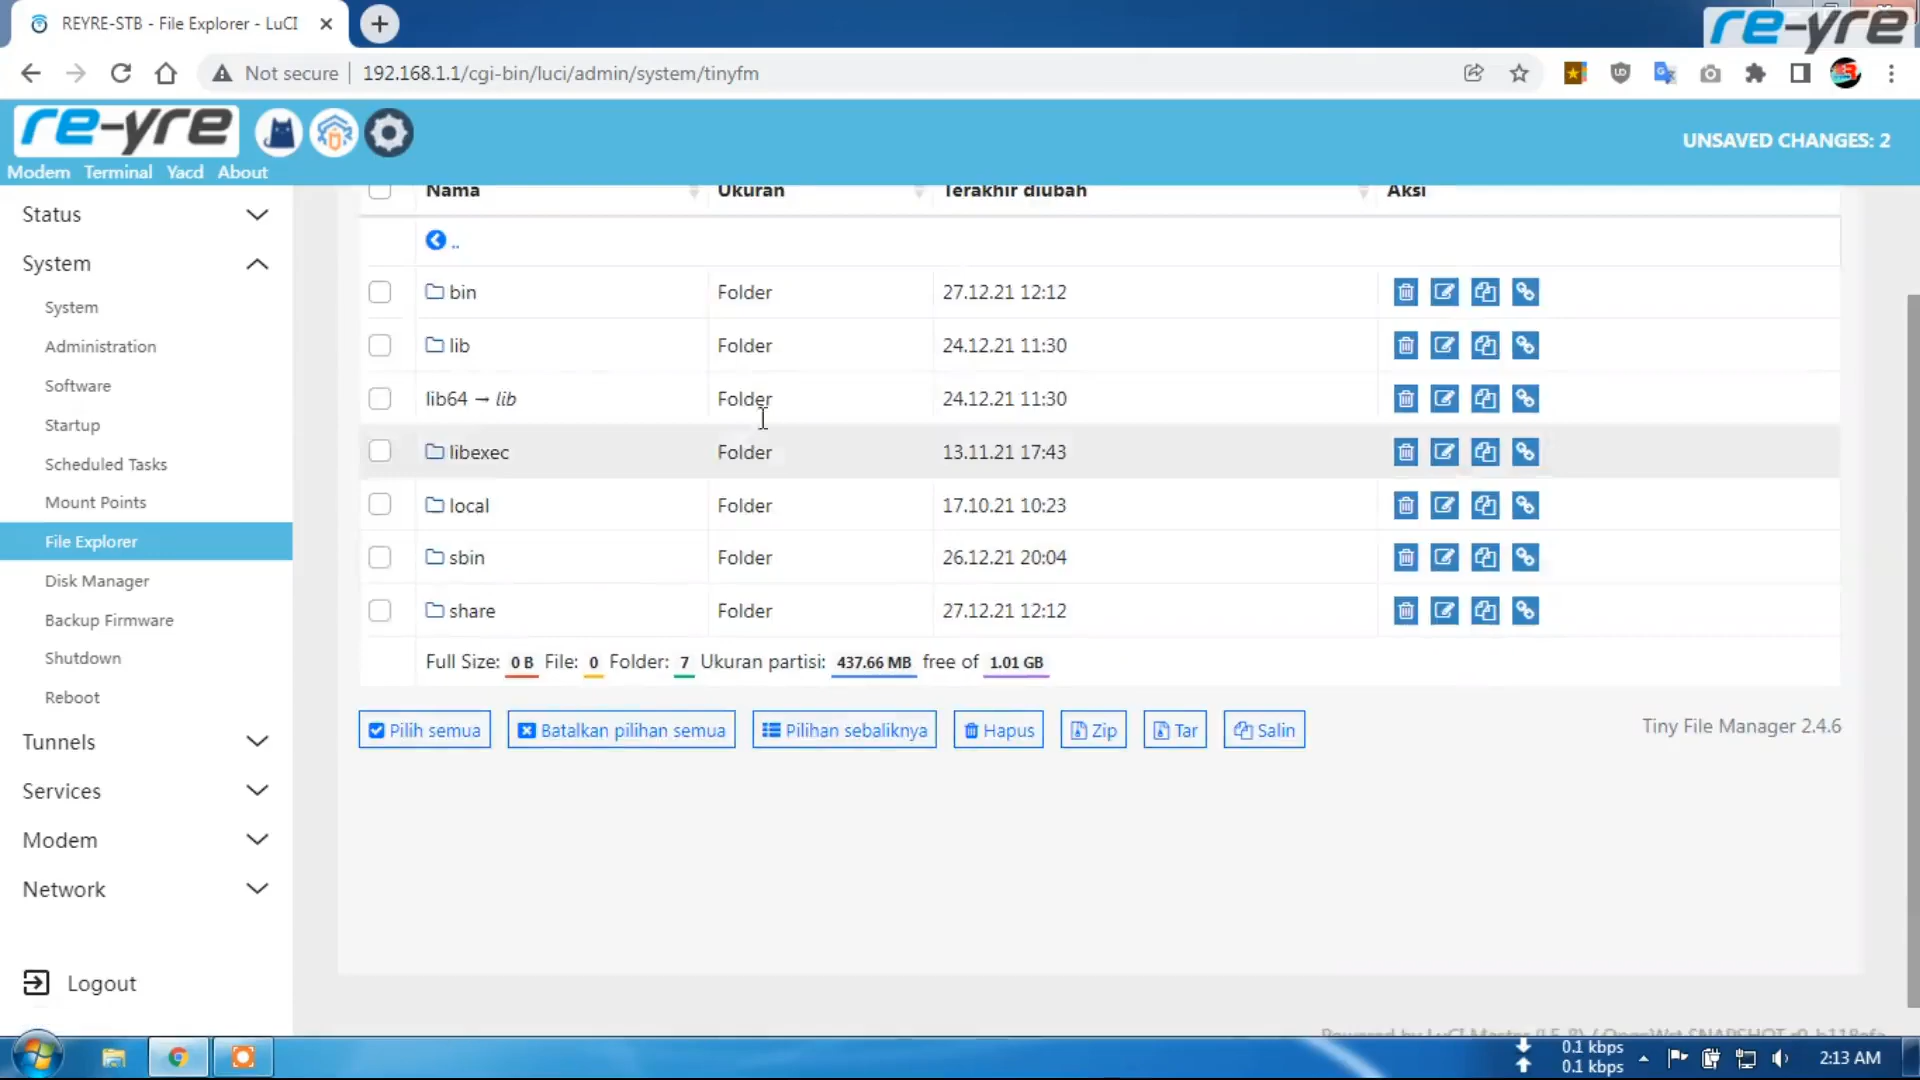 REYRE-STB - File Explorer - LuCI
re-yre
Not secure
192.168.1.1/cgi-bin/luci/admin/system/tinyfm
re-yre
UNSAVED CHANGES: 2
Modem Terminal Yacd About
Nama Ukuran Terakhir diubah Aksi
Status
System
System
Administration
Software
Startup
Scheduled Tasks
Mount Points
File Explorer
Disk Manager
Backup Firmware
Shutdown
Reboot
Tunnels
Services
Modem
Network
Logout
..
bin Folder 27.12.21 12:12
lib Folder 24.12.21 11:30
lib64 → lib Folder 24.12.21 11:30
libexec Folder 13.11.21 17:43
local Folder 17.10.21 10:23
sbin Folder 26.12.21 20:04
share Folder 27.12.21 12:12
Full Size: 0 B File: 0 Folder: 7 Ukuran partisi: 437.66 MB free of 1.01 GB
Pilih semua Batalkan pilihan semua Pilihan sebaliknya Hapus Zip Tar Salin
Tiny File Manager 2.4.6
Powered by LuCI Master / OpenWrt SNAPSHOT
0.1 kbps
0.1 kbps
2:13 AM